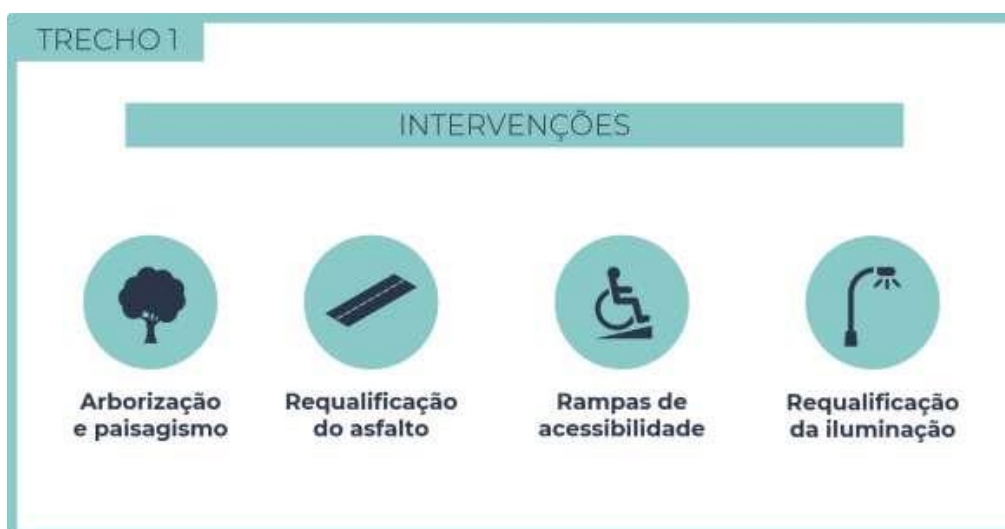 TRECHO 1
INTERVENÇÕES
Arborização
e paisagismo
Requalificação
do asfalto
Rampas de
acessibilidade
Requalificação
da iluminação